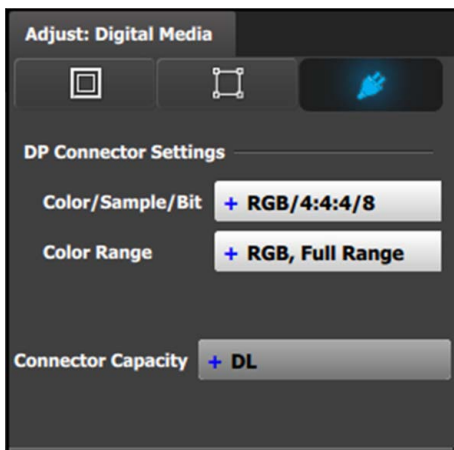 Adjust: Digital Media
DP Connector Settings
Color/Sample/Bit + RGB/4:4:4/8
Color Range + RGB, Full Range
Connector Capacity + DL